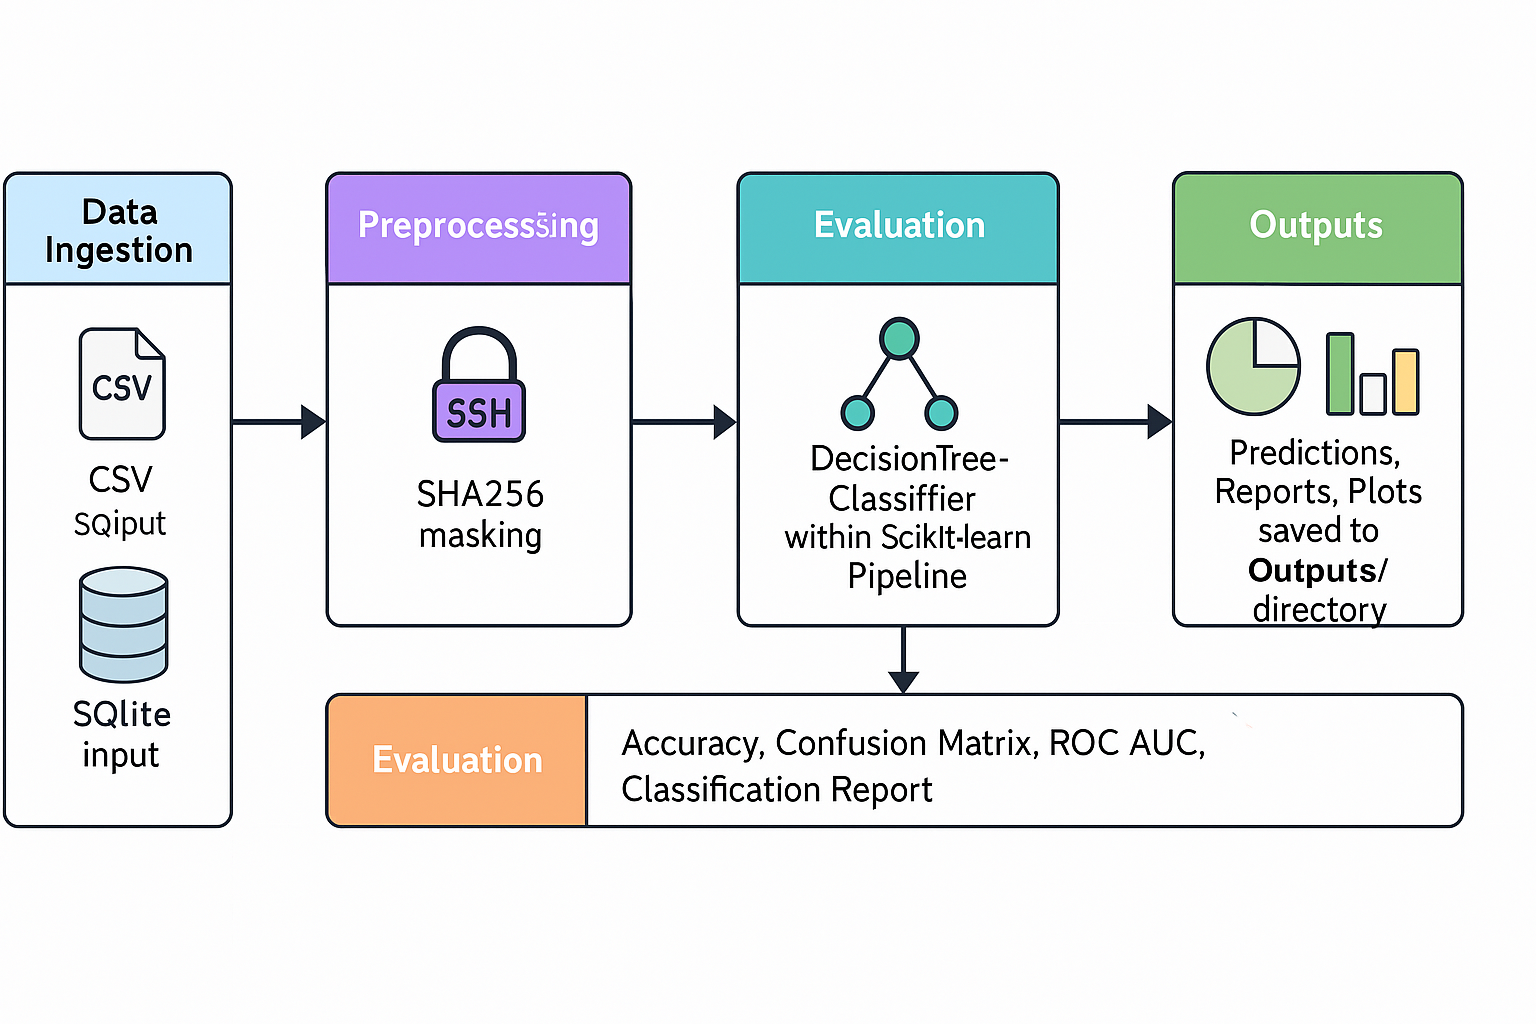 Data
Ingestion
CSV
CSV
SQiput
SQlite
input
Preprocessing
SSH
SHA256
masking
Evaluation
DecisionTree-
Classiffier
within ScikIt-learn
Pipeline
Outputs
Predictions,
Reports, Plots
saved to
Outputs/
directory
Evaluation
Accuracy, Confusion Matrix, ROC AUC,
Classification Report